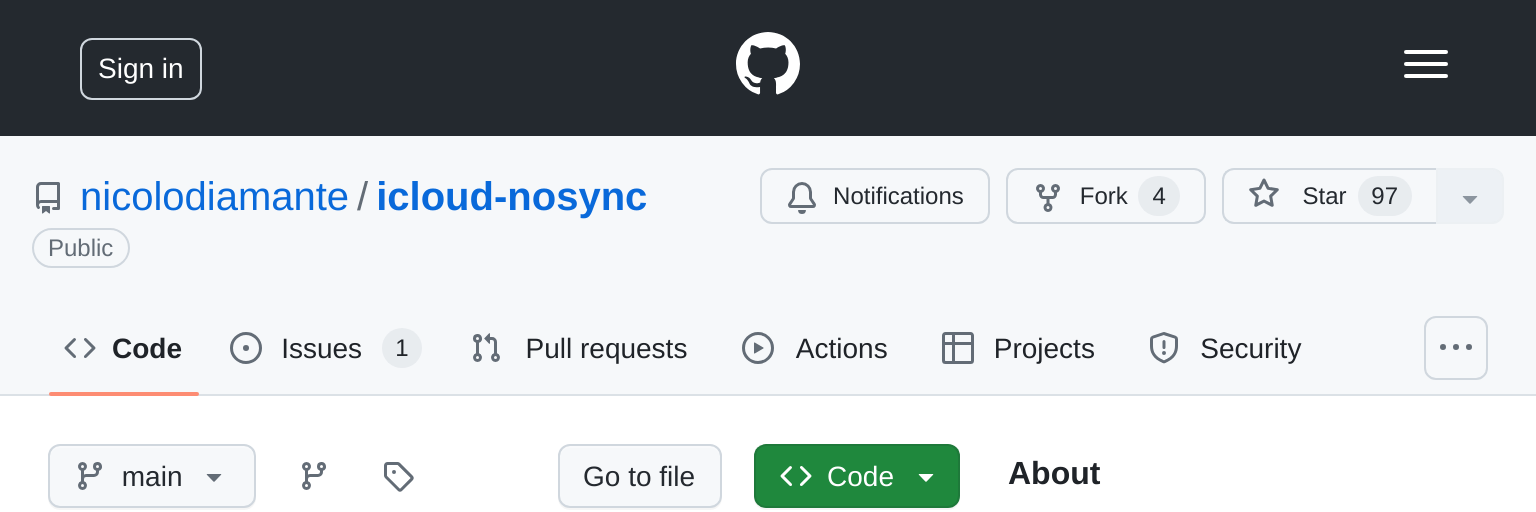 Sign in
nicolodiamante / icloud-nosync
Notifications
Fork 4
Star 97
Public
Code
Issues 1
Pull requests
Actions
Projects
Security
main
Go to file
Code
About